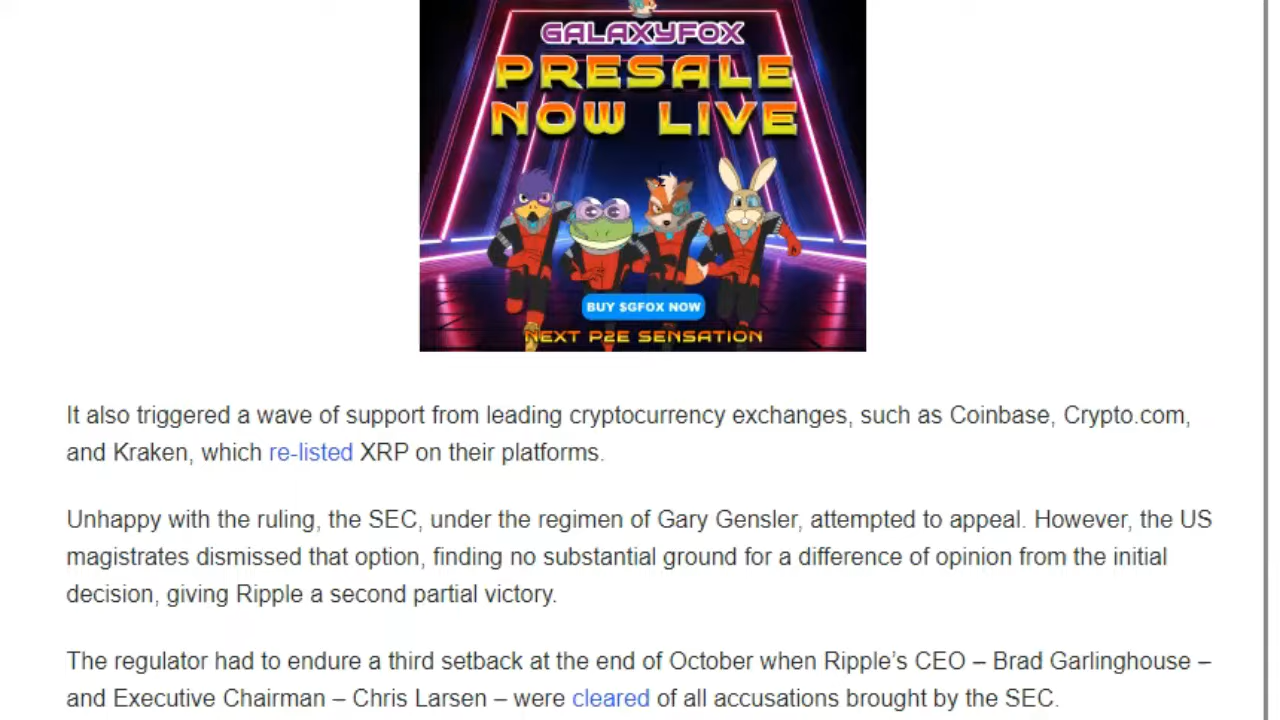 GALAXYFOX
PRESALE
NOW LIVE
BUY $GFOX NOW
NEXT P2E SENSATION
It also triggered a wave of support from leading cryptocurrency exchanges, such as Coinbase, Crypto.com,
and Kraken, which re-listed XRP on their platforms.
Unhappy with the ruling, the SEC, under the regimen of Gary Gensler, attempted to appeal. However, the US
magistrates dismissed that option, finding no substantial ground for a difference of opinion from the initial
decision, giving Ripple a second partial victory.
The regulator had to endure a third setback at the end of October when Ripple’s CEO – Brad Garlinghouse –
and Executive Chairman – Chris Larsen – were cleared of all accusations brought by the SEC.